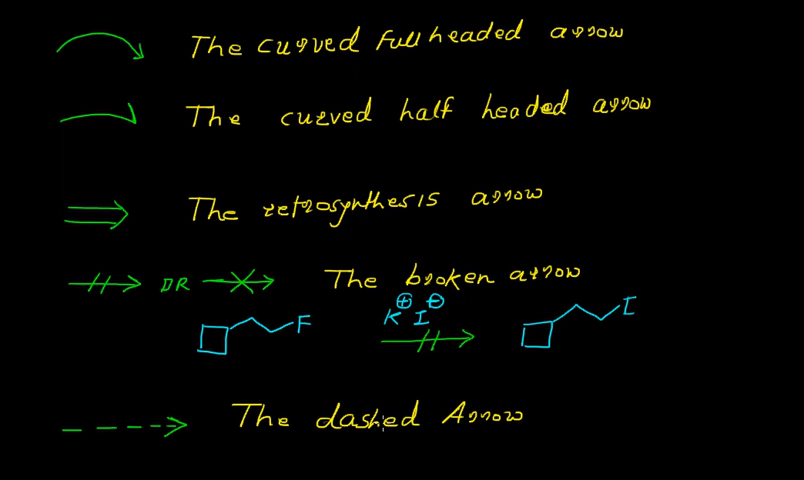 The curved full headed arrow
The curved half headed arrow
The retrosynthesis arrow
OR The broken arrow
K⊕ I⊖
F I
The dashed Arrow